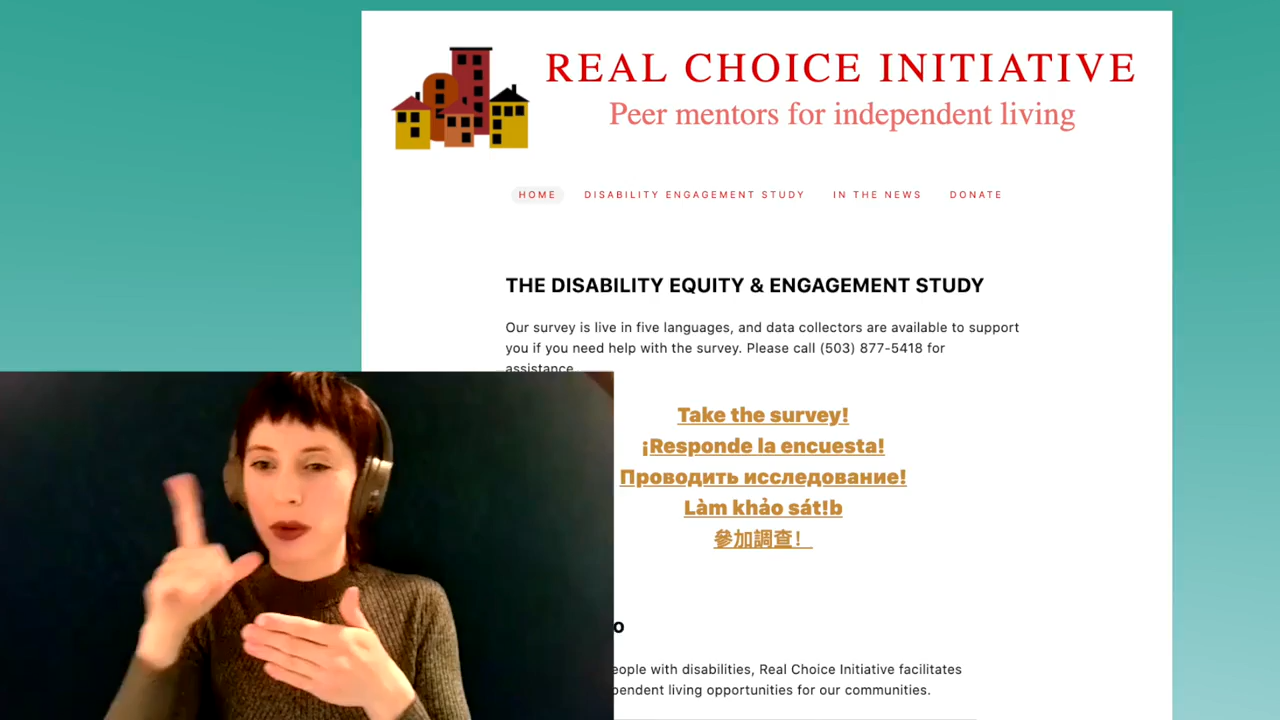 REAL CHOICE INITIATIVE
Peer mentors for independent living
HOME DISABILITY ENGAGEMENT STUDY IN THE NEWS DONATE
THE DISABILITY EQUITY & ENGAGEMENT STUDY
Our survey is live in five languages, and data collectors are available to support
you if you need help with the survey. Please call (503) 877-5418 for
assistance
Take the survey!
¡Responde la encuesta!
Проводить исследование!
Làm khảo sát!b
參加調查！
with disabilities, Real Choice Initiative facilitates
living opportunities for our communities.